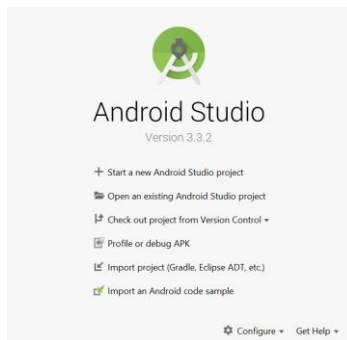 Android Studio
Version 3.3.2
Start a new Android Studio project
Open an existing Android Studio project
Check out project from Version Control
Profile or debug APK
Import project (Gradle, Eclipse ADT, etc.)
Import an Android code sample
Configure Get Help